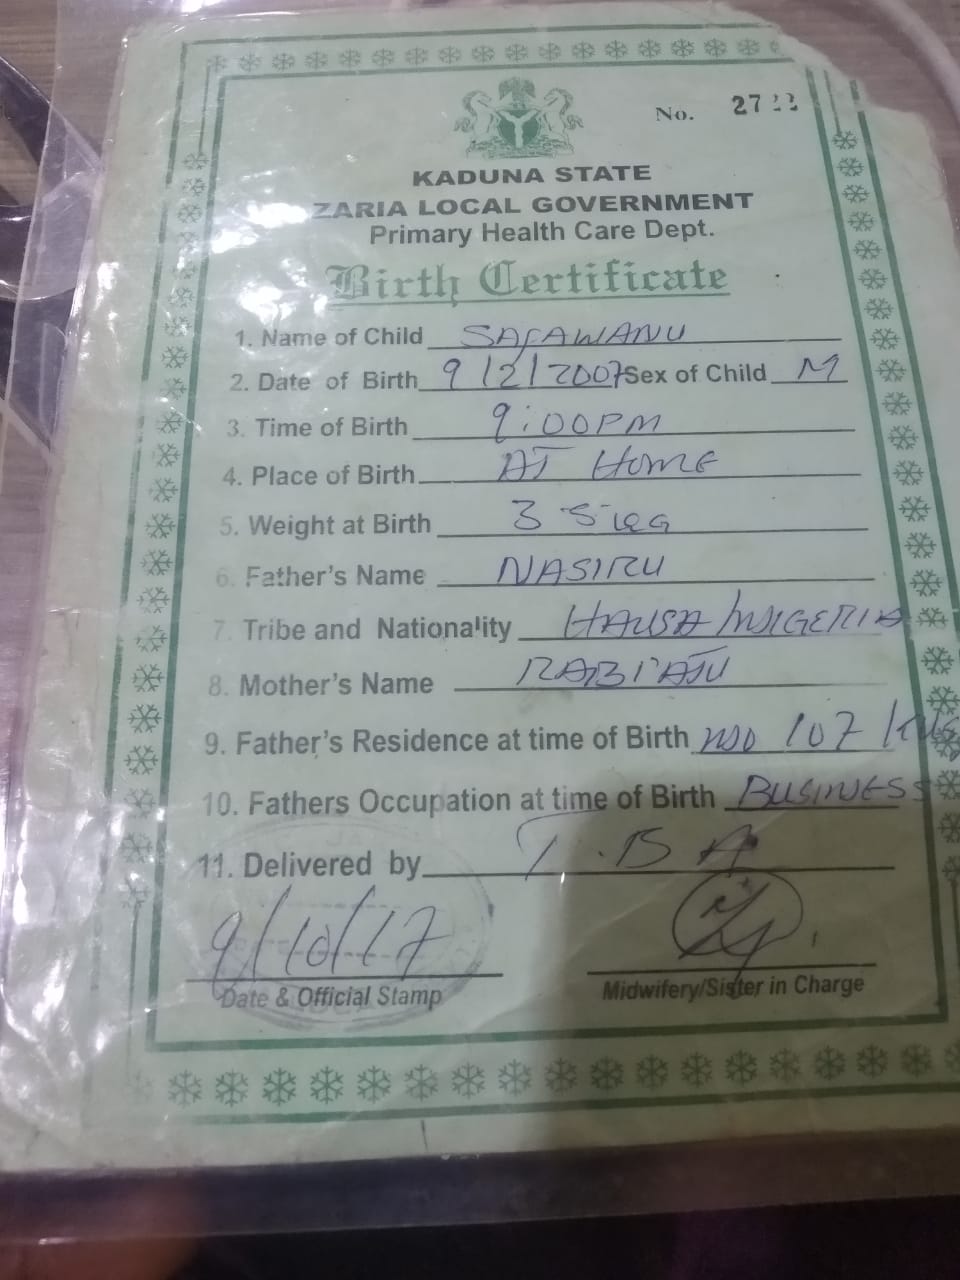 No. 2722
KADUNA STATE
ZARIA LOCAL GOVERNMENT
Primary Health Care Dept.
Birth Certificate
1. Name of Child SAFAWANU
2. Date of Birth 9/2/2007 Sex of Child M
3. Time of Birth 9:00PM
4. Place of Birth AT HOME
5. Weight at Birth 3
6. Father's Name NASIRU
7. Tribe and Nationality HAUSA/NIGERIA
8. Mother's Name RABI'ATU
9. Father's Residence at time of Birth NO 107
10. Fathers Occupation at time of Birth BUSINESS
11. Delivered by T.B A
9/10/17
Date & Official Stamp
Midwifery/Sister in Charge